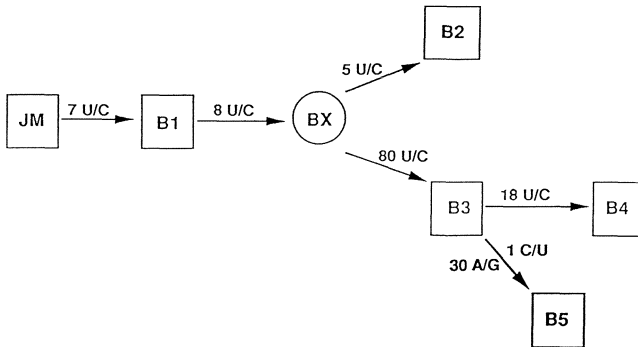 B2
5 U/C
JM
7 U/C
B1
8 U/C
BX
80 U/C
B3
18 U/C
B4
1 C/U
30 A/G
B5